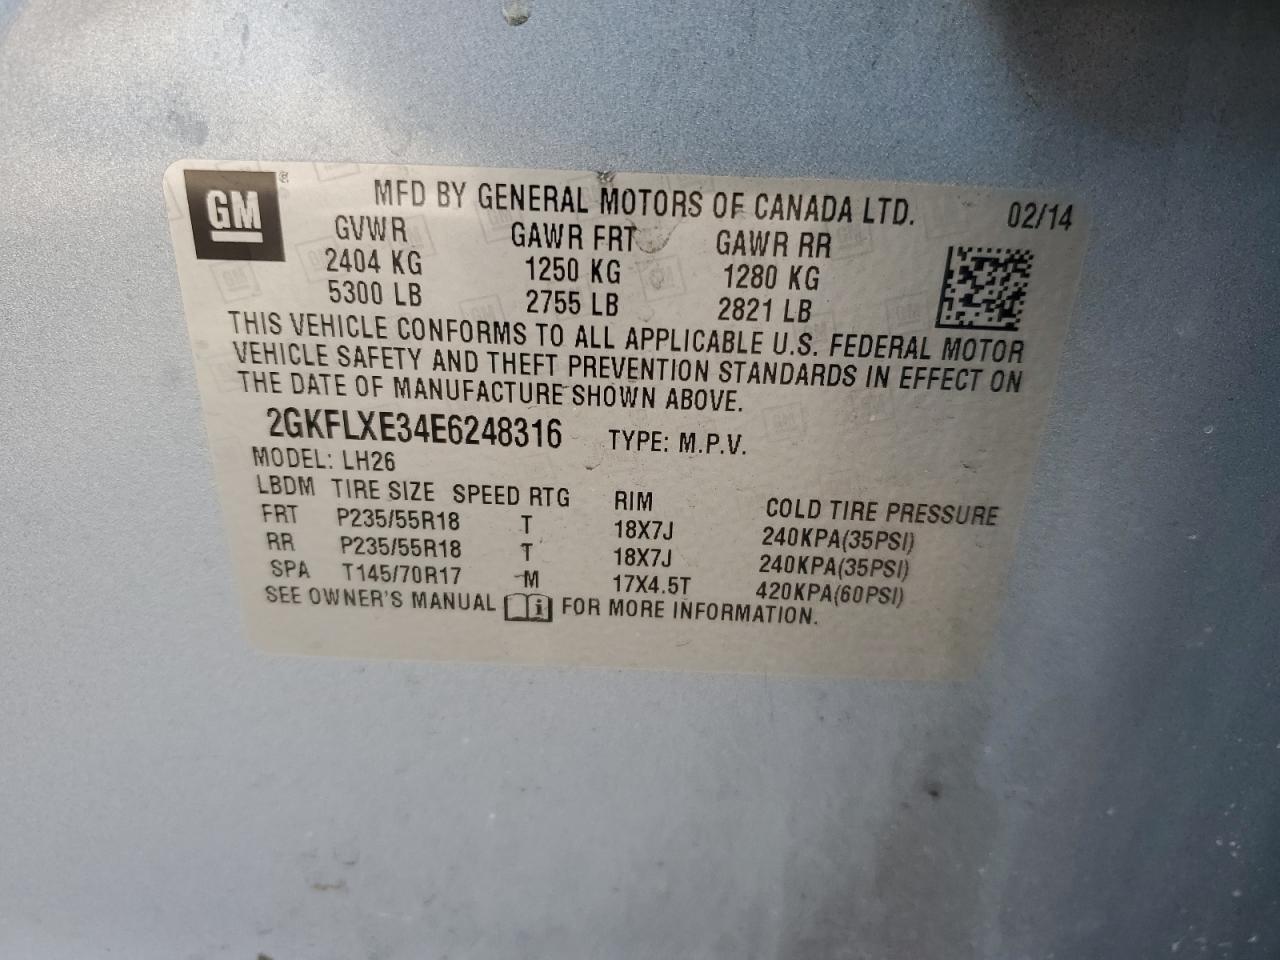 GM ® MFD BY GENERAL MOTORS OF CANADA LTD. 02/14
GVWR GAWR FRT GAWR RR
2404 KG 1250 KG 1280 KG
5300 LB 2755 LB 2821 LB
THIS VEHICLE CONFORMS TO ALL APPLICABLE U.S. FEDERAL MOTOR
VEHICLE SAFETY AND THEFT PREVENTION STANDARDS IN EFFECT ON
THE DATE OF MANUFACTURE SHOWN ABOVE.
2GKFLXE34E6248316 TYPE: M.P.V.
MODEL: LH26
LBDM TIRE SIZE SPEED RTG RIM COLD TIRE PRESSURE
FRT P235/55R18 T 18X7J 240KPA(35PSI)
RR P235/55R18 T 18X7J 240KPA(35PSI)
SPA T145/70R17 M 17X4.5T 420KPA(60PSI)
SEE OWNER'S MANUAL i FOR MORE INFORMATION.